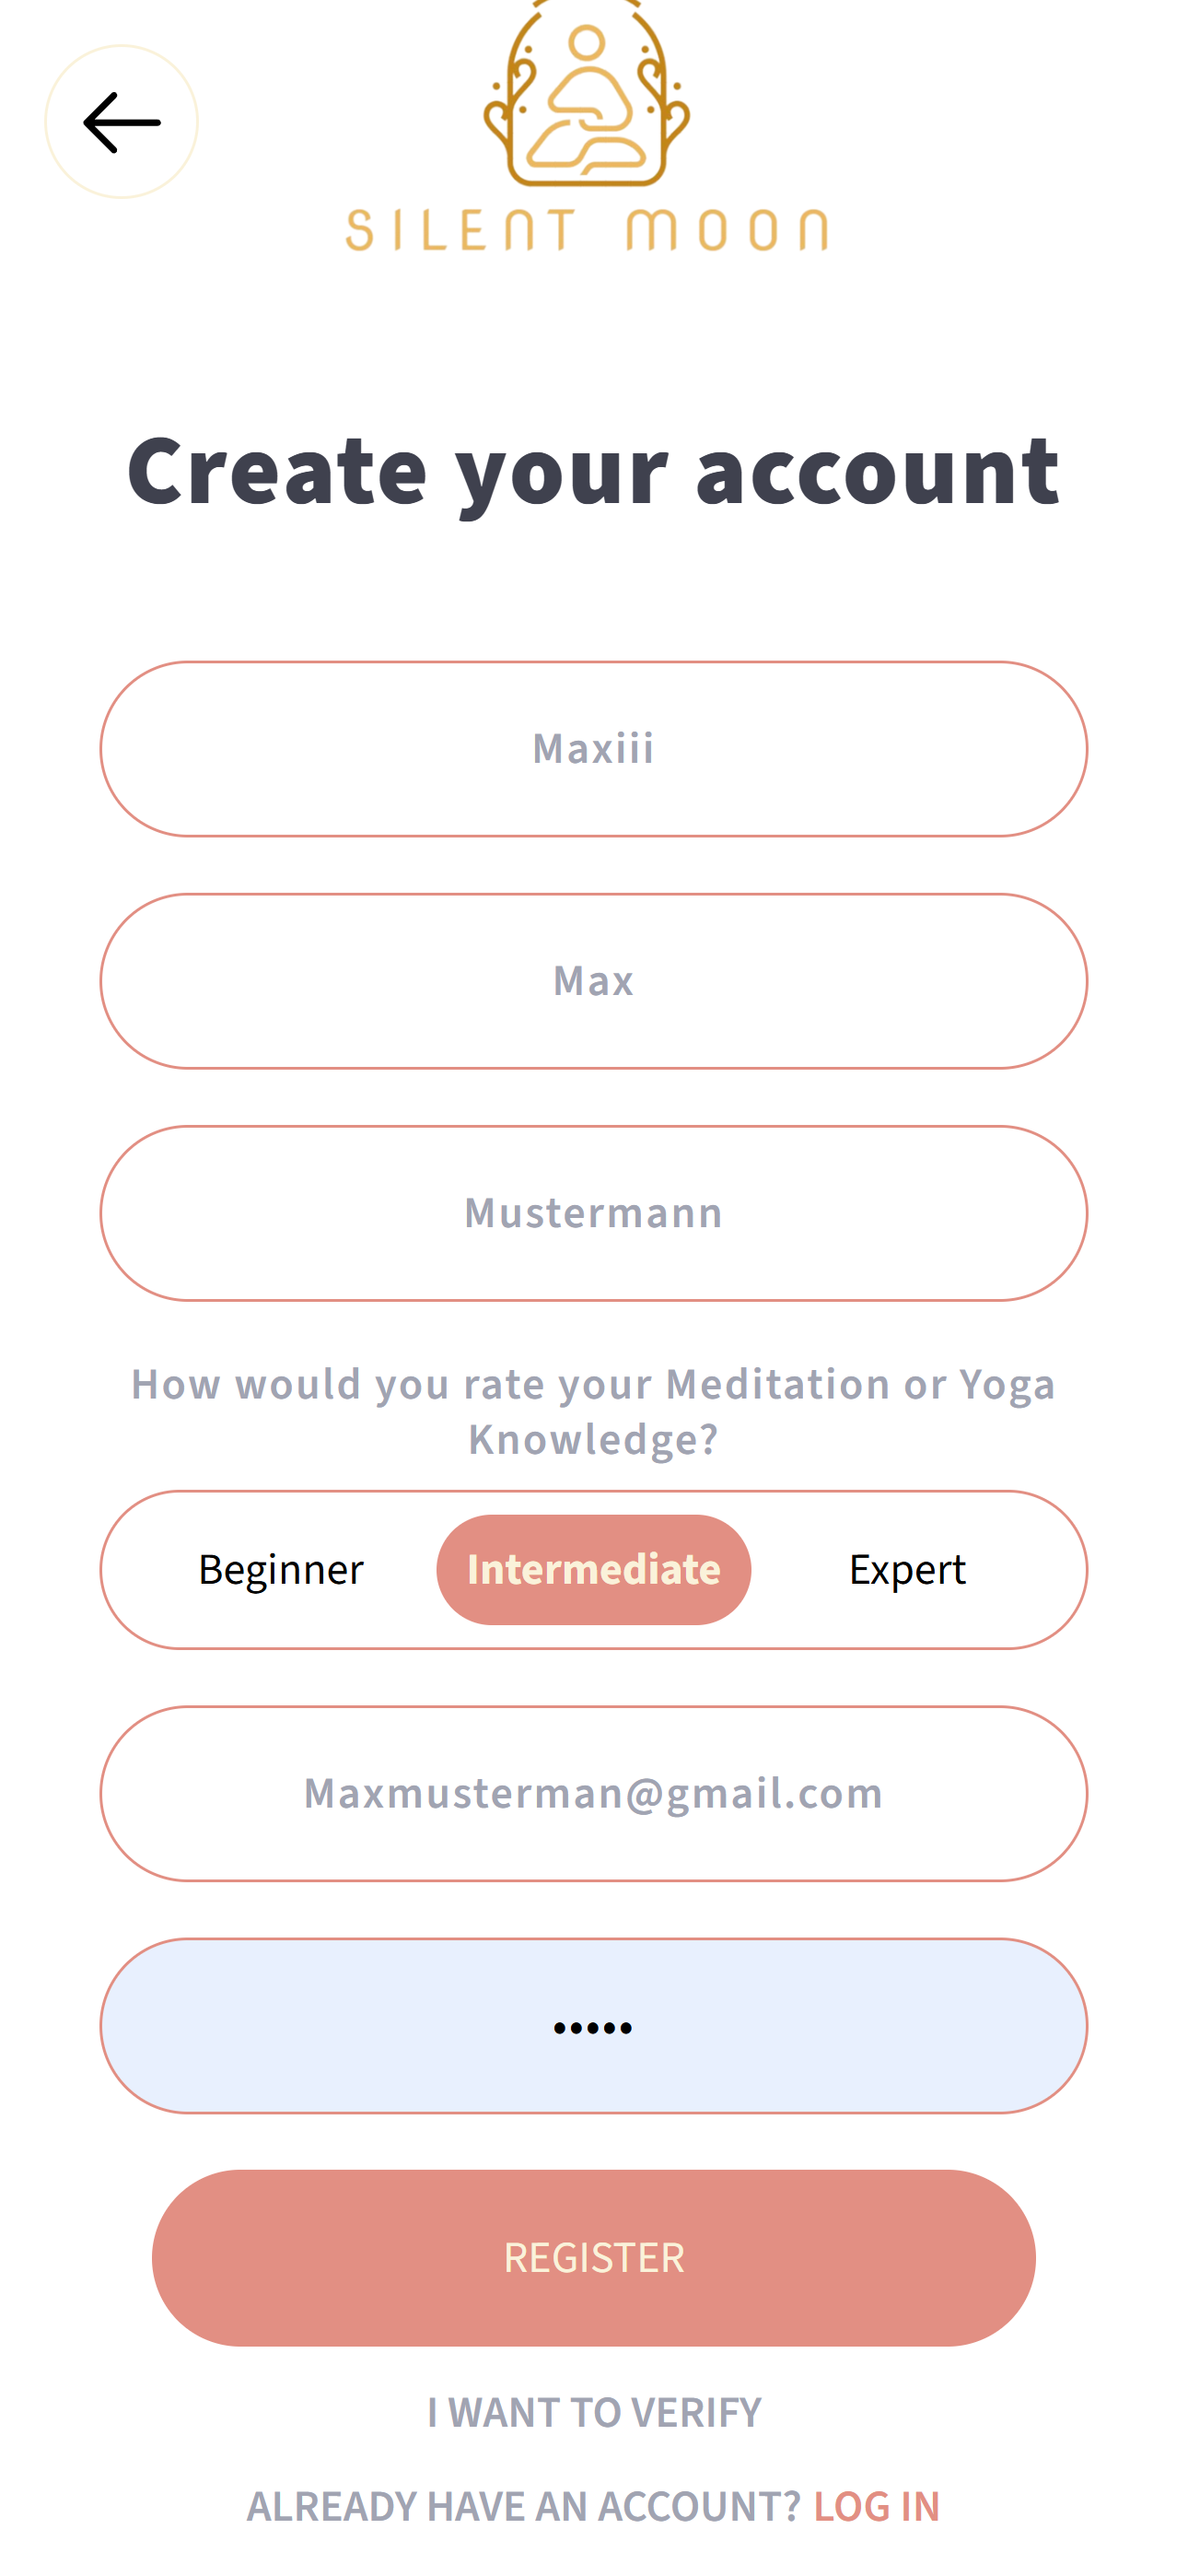 SILENT MOON
Create your account
Maxiii
Max
Mustermann
How would you rate your Meditation or Yoga
Knowledge?
Beginner Intermediate Expert
Maxmusterman@gmail.com
•••••
REGISTER
I WANT TO VERIFY
ALREADY HAVE AN ACCOUNT? LOG IN